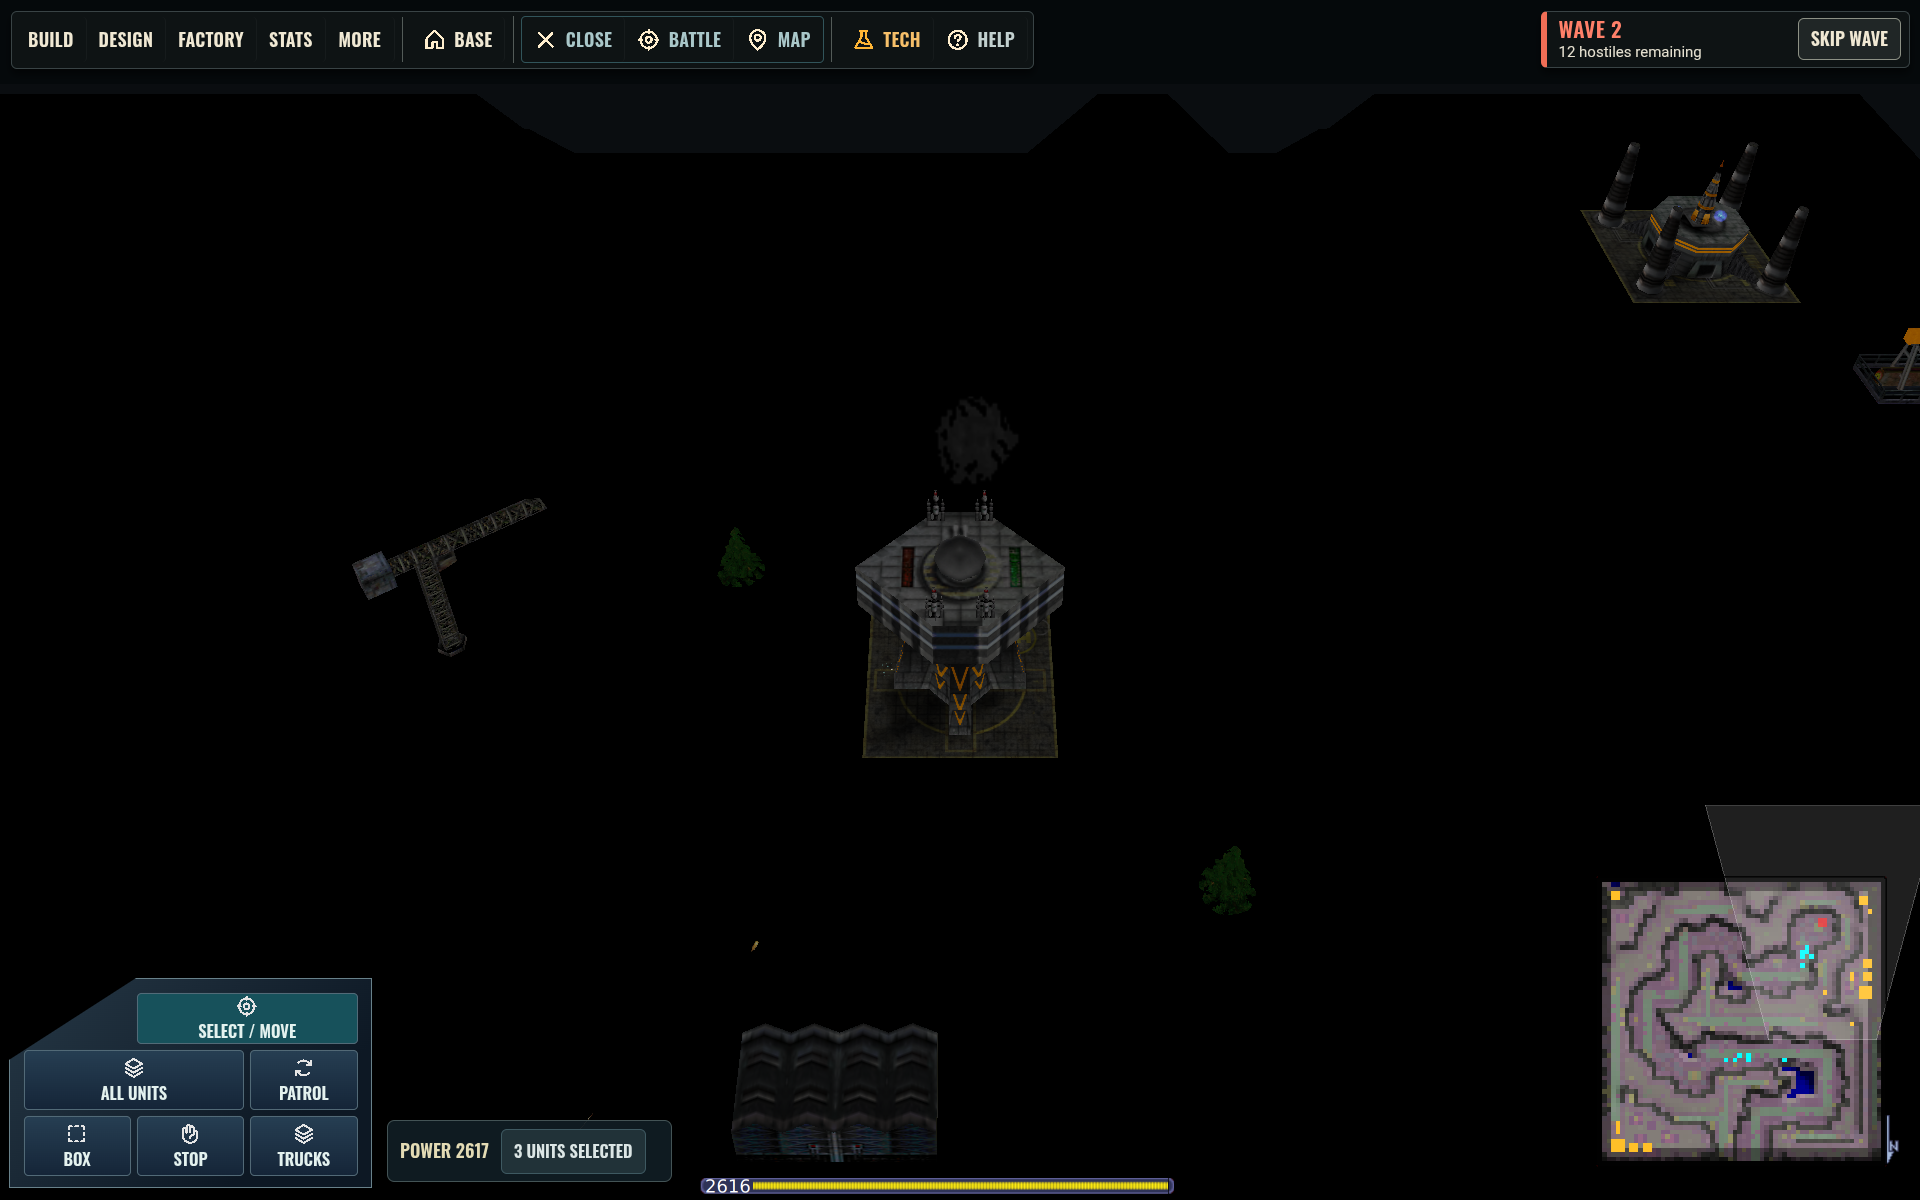 BUILD DESIGN FACTORY STATS MORE BASE CLOSE BATTLE MAP TECH HELP
WAVE 2
12 hostiles remaining
SKIP WAVE
SELECT / MOVE
ALL UNITS PATROL
BOX STOP TRUCKS
POWER 2617 3 UNITS SELECTED
2616
N